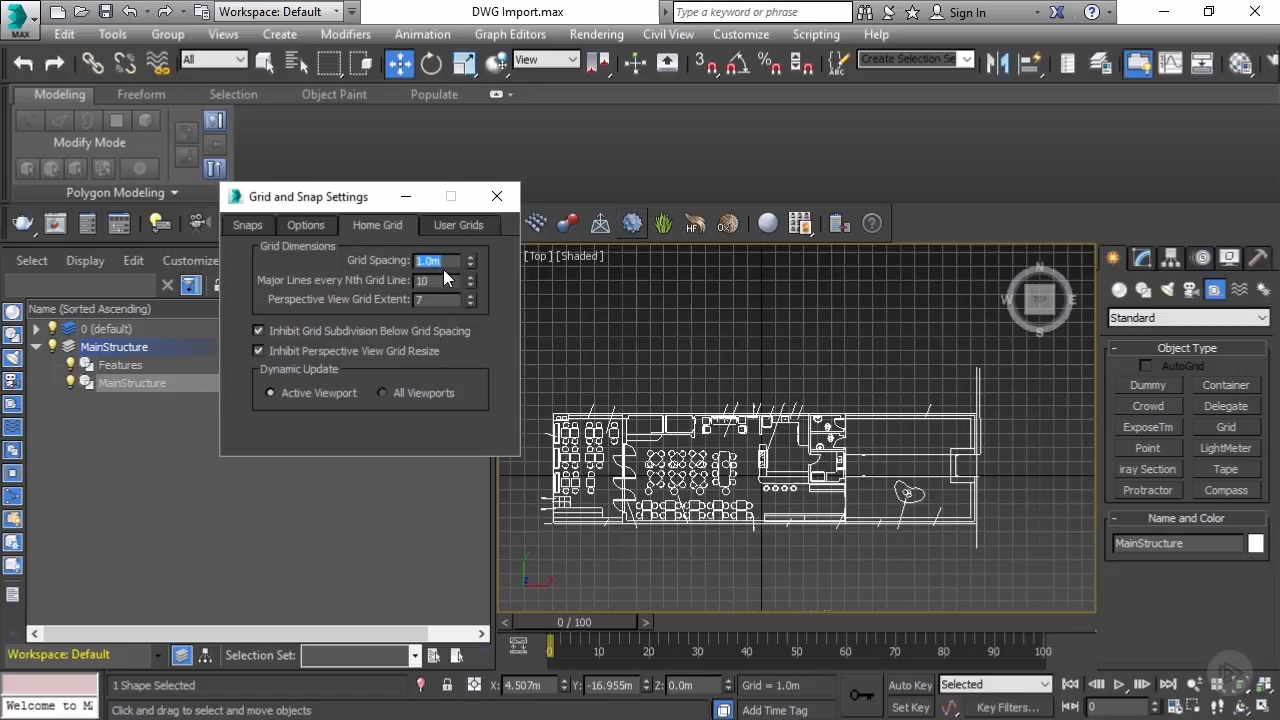 Workspace: Default
DWG Import.max
Type a keyword or phrase
Sign In
MAX
Edit
Tools
Group
Views
Create
Modifiers
Animation
Graph Editors
Rendering
Civil View
Customize
Scripting
Help
All
View
Create Selection Se
Modeling
Freeform
Selection
Object Paint
Populate
Modify Mode
Polygon Modeling
Grid and Snap Settings
Snaps
Options
Home Grid
User Grids
Grid Dimensions
Grid Spacing: 1.0m
Major Lines every Nth Grid Line: 10
Perspective View Grid Extent: 7
Inhibit Grid Subdivision Below Grid Spacing
Inhibit Perspective View Grid Resize
Dynamic Update
Active Viewport
All Viewports
HF
Select
Display
Edit
Customize
Name (Sorted Ascending)
0 (default)
MainStructure
Features
MainStructure
[Top] [Shaded]
N
W TOP E
S
Y
Z X
Standard
Object Type
AutoGrid
Dummy
Container
Crowd
Delegate
ExposeTm
Grid
Point
LightMeter
iray Section
Tape
Protractor
Compass
Name and Color
MainStructure
< 0 / 100 >
0 10 20 30 40 50 60 70 80 90 100
Workspace: Default
Selection Set:
1 Shape Selected
X: 4.507m
Y: -16.955m
Z: 0.0m
Grid = 1.0m
Auto Key
Selected
Welcome to M
Click and drag to select and move objects
Add Time Tag
Set Key
Key Filters...
0